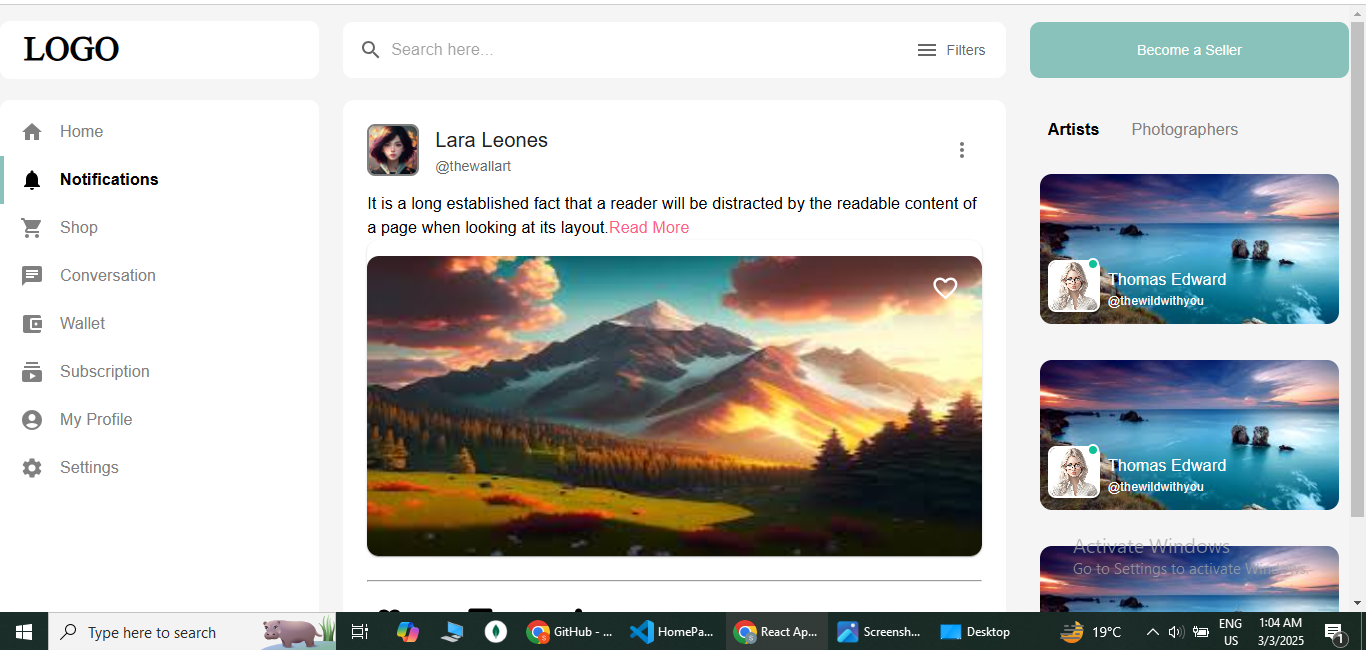 LOGO
Search here...
Filters
Become a Seller
Home
Notifications
Shop
Conversation
Wallet
Subscription
My Profile
Settings
Lara Leones
@thewallart
It is a long established fact that a reader will be distracted by the readable content of
a page when looking at its layout.Read More
Artists
Photographers
Thomas Edward
@thewildwithyou
Thomas Edward
@thewildwithyou
Activate Windows
Go to Settings to activate Windows.
Type here to search
GitHub - ...
HomePa...
React Ap...
Screensh...
Desktop
19°C
ENG
US
1:04 AM
3/3/2025
1